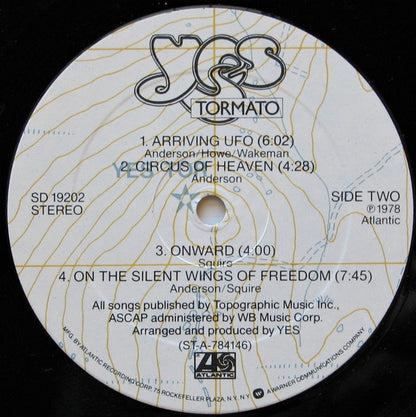 YES
TORMATO
1. ARRIVING UFO (6:02)
Anderson/Howe/Wakeman
2. CIRCUS OF HEAVEN (4:28)
Anderson
YES
SD 19202
STEREO
SIDE TWO
℗ 1978
Atlantic
3. ONWARD (4:00)
Squire
4. ON THE SILENT WINGS OF FREEDOM (7:45)
Anderson/Squire
All songs published by Topographic Music Inc.,
ASCAP administered by WB Music Corp.
Arranged and produced by YES
(ST-A-784146)
ATLANTIC
MFG. BY ATLANTIC RECORDING CORP., 75 ROCKEFELLER PLAZA, N.Y., N.Y. W A WARNER COMMUNICATIONS COMPANY